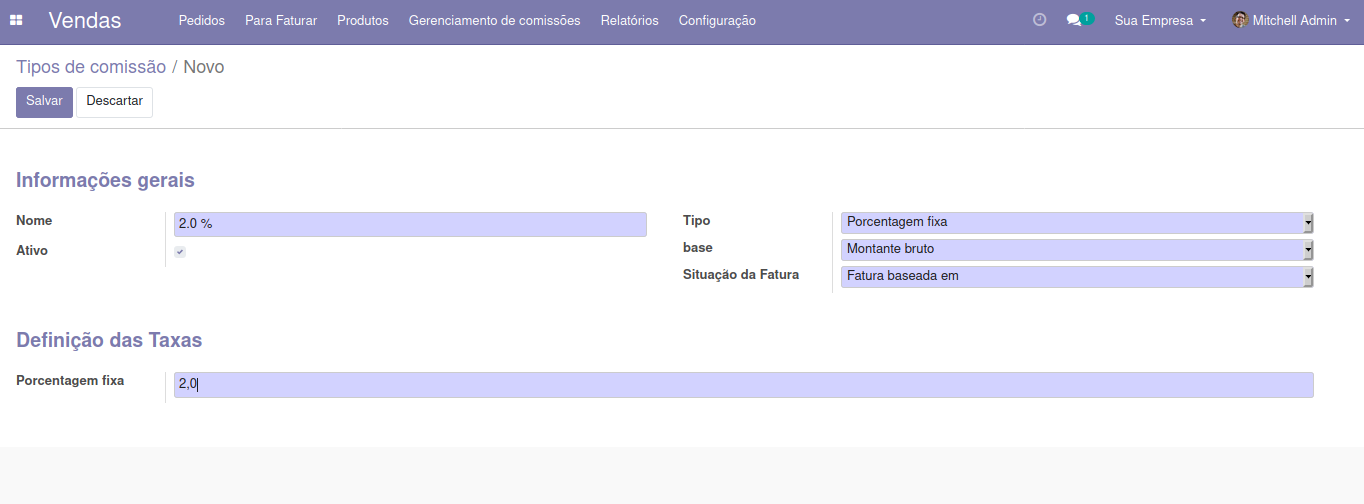 Vendas Pedidos Para Faturar Produtos Gerenciamento de comissões Relatórios Configuração 1 Sua Empresa Mitchell Admin
Tipos de comissão / Novo
Salvar Descartar
Informações gerais
Nome 2.0 % Tipo Porcentagem fixa
Ativo base Montante bruto
Situação da Fatura Fatura baseada em
Definição das Taxas
Porcentagem fixa 2,0